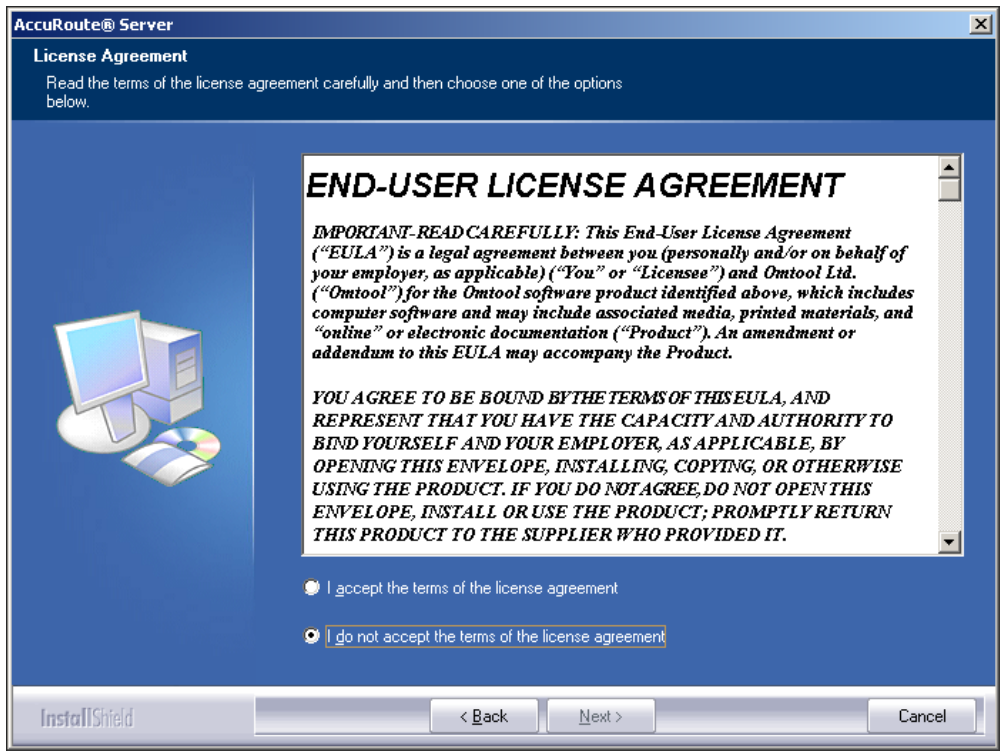 AccuRoute® Server
License Agreement
Read the terms of the license agreement carefully and then choose one of the options
below.
END-USER LICENSE AGREEMENT
IMPORTANT-READ CAREFULLY: This End-User License Agreement
(“EULA”) is a legal agreement between you (personally and/or on behalf of
your employer, as applicable) (“You” or “Licensee”) and Omtool Ltd.
(“Omtool”) for the Omtool software product identified above, which includes
computer software and may include associated media, printed materials, and
“online” or electronic documentation (“Product”). An amendment or
addendum to this EULA may accompany the Product.
YOU AGREE TO BE BOUND BY THE TERMS OF THIS EULA, AND
REPRESENT THAT YOU HAVE THE CAPACITY AND AUTHORITY TO
BIND YOURSELF AND YOUR EMPLOYER, AS APPLICABLE, BY
OPENING THIS ENVELOPE, INSTALLING, COPYING, OR OTHERWISE
USING THE PRODUCT. IF YOU DO NOT AGREE, DO NOT OPEN THIS
ENVELOPE, INSTALL OR USE THE PRODUCT; PROMPTLY RETURN
THIS PRODUCT TO THE SUPPLIER WHO PROVIDED IT.
I accept the terms of the license agreement
I do not accept the terms of the license agreement
InstallShield
< Back
Next >
Cancel